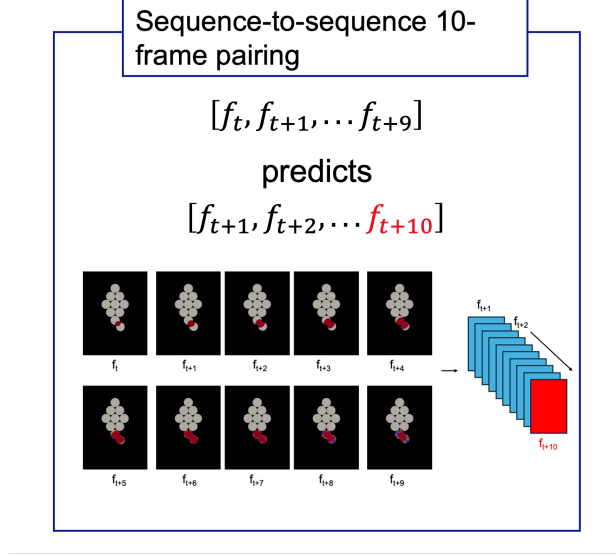 Sequence-to-sequence 10-
frame pairing
[f_t, f_{t+1}, … f_{t+9}]
predicts
[f_{t+1}, f_{t+2}, … f_{t+10}]
f_t f_{t+1} f_{t+2} f_{t+3} f_{t+4}
f_{t+5} f_{t+6} f_{t+7} f_{t+8} f_{t+9}
f_{t+1}
f_{t+2}
f_{t+10}